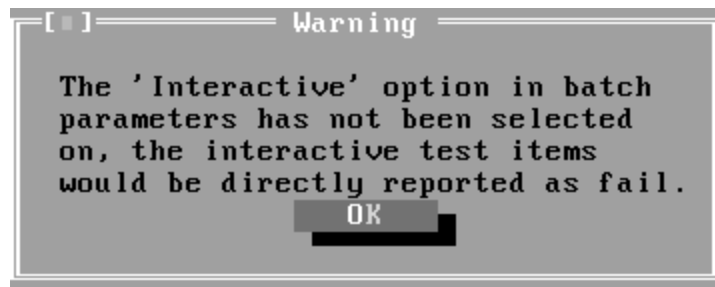 [■] Warning
The 'Interactive' option in batch
parameters has not been selected
on, the interactive test items
would be directly reported as fail.
OK